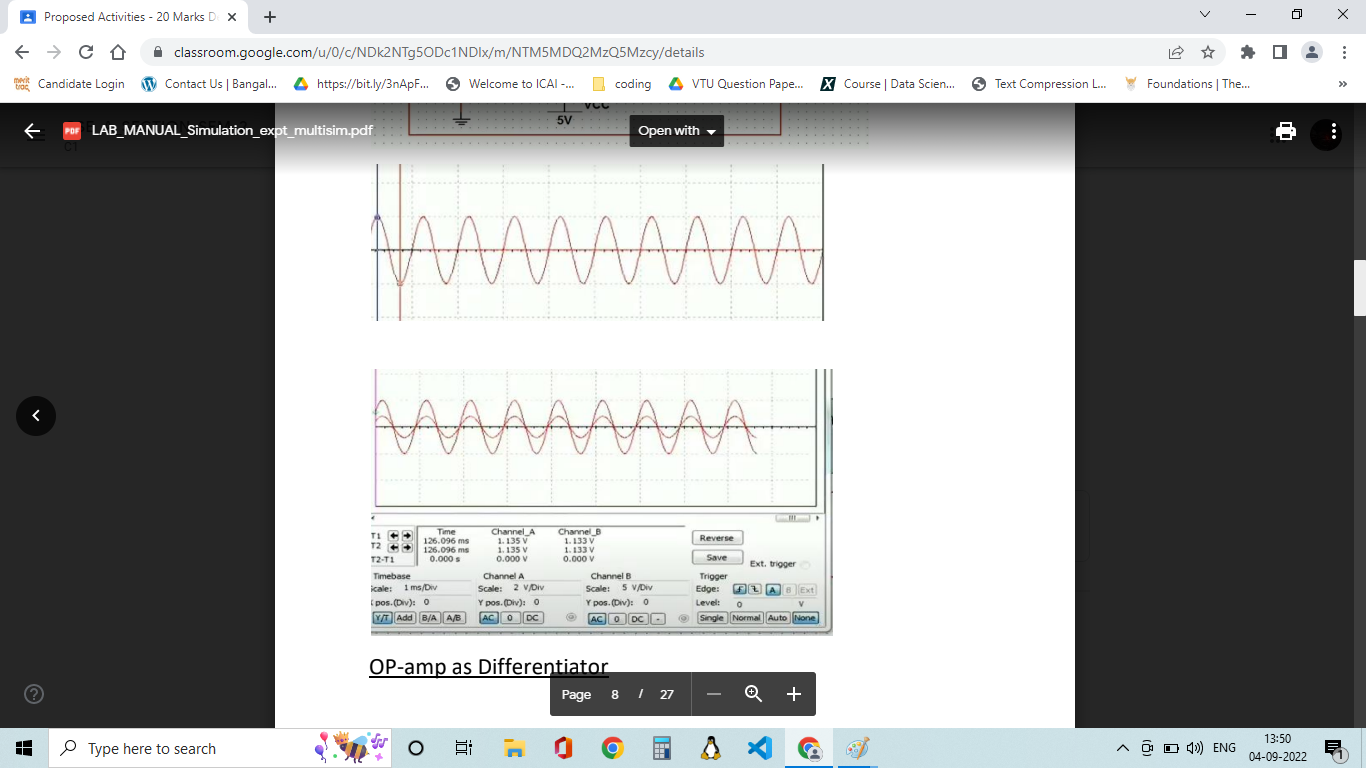 Proposed Activities - 20 Marks D
classroom.google.com/u/0/c/NDk2NTg5ODc1NDIx/m/NTM5MDQ2MzQ5Mzcy/details
merit trac Candidate Login Contact Us | Bangal... https://bit.ly/3nApF... Welcome to ICAI -... coding VTU Question Pape... Course | Data Scien... Text Compression L... Foundations | The... »
VCC
5V
PDF LAB_MANUAL_Simulation_expt_multisim.pdf Open with
T1
T2
T2-T1
Time Channel_A Channel_B
126.096 ms 1.135 V 1.133 V
126.096 ms 1.135 V 1.133 V
0.000 s 0.000 V 0.000 V
Reverse
Save
Ext. trigger
Timebase Channel A Channel B Trigger
Scale: 1 ms/Div Scale: 2 V/Div Scale: 5 V/Div Edge: A B Ext
pos.(Div): 0 Y pos.(Div): 0 Y pos.(Div): 0 Level: 0 V
Y/T Add B/A A/B AC 0 DC AC 0 DC - Single Normal Auto None
OP-amp as Differentiator
Page 8 / 27
Type here to search
ENG
13:50
04-09-2022
1